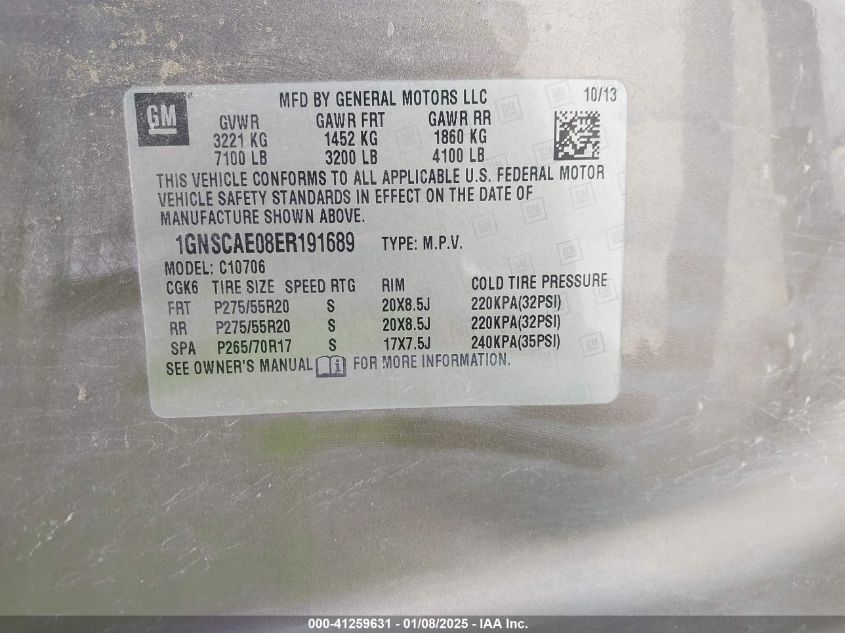 GM
MFD BY GENERAL MOTORS LLC 10/13
GVWR GAWR FRT GAWR RR
3221 KG 1452 KG 1860 KG
7100 LB 3200 LB 4100 LB
THIS VEHICLE CONFORMS TO ALL APPLICABLE U.S. FEDERAL MOTOR
VEHICLE SAFETY STANDARDS IN EFFECT ON THE DATE OF
MANUFACTURE SHOWN ABOVE.
1GNSCAE08ER191689 TYPE: M.P.V.
MODEL: C10706
CGK6 TIRE SIZE SPEED RTG RIM COLD TIRE PRESSURE
FRT P275/55R20 S 20X8.5J 220KPA(32PSI)
RR P275/55R20 S 20X8.5J 220KPA(32PSI)
SPA P265/70R17 S 17X7.5J 240KPA(35PSI)
SEE OWNER'S MANUAL i FOR MORE INFORMATION.
000-41259631 - 01/08/2025 - IAA Inc.